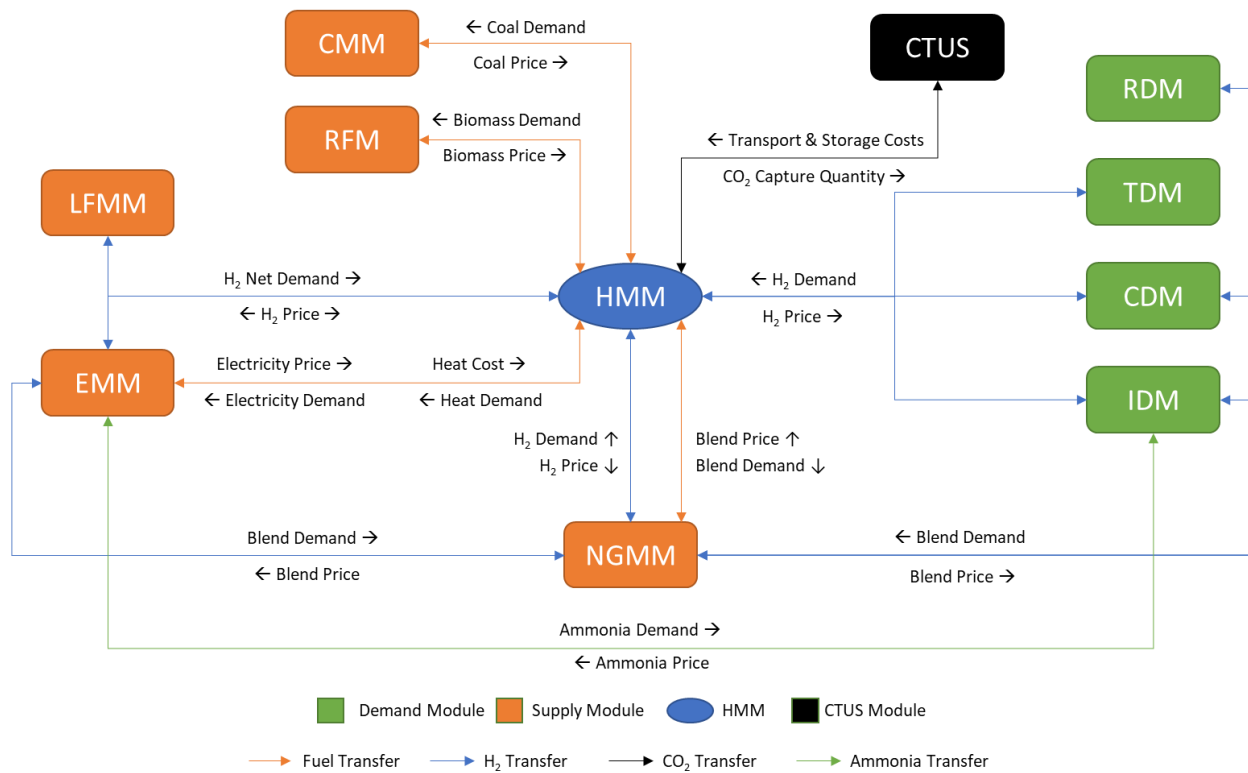 CMM
← Coal Demand
Coal Price →
CTUS
RDM
RFM
← Biomass Demand
Biomass Price →
← Transport & Storage Costs
CO₂ Capture Quantity →
TDM
LFMM
H₂ Net Demand →
← H₂ Price →
HMM
← H₂ Demand
H₂ Price →
CDM
EMM
Electricity Price →
← Electricity Demand
Heat Cost →
← Heat Demand
IDM
H₂ Demand ↑
H₂ Price ↓
Blend Price ↑
Blend Demand ↓
Blend Demand →
← Blend Price
NGMM
← Blend Demand
Blend Price →
Ammonia Demand →
← Ammonia Price
Demand Module
Supply Module
HMM
CTUS Module
Fuel Transfer
H₂ Transfer
CO₂ Transfer
Ammonia Transfer